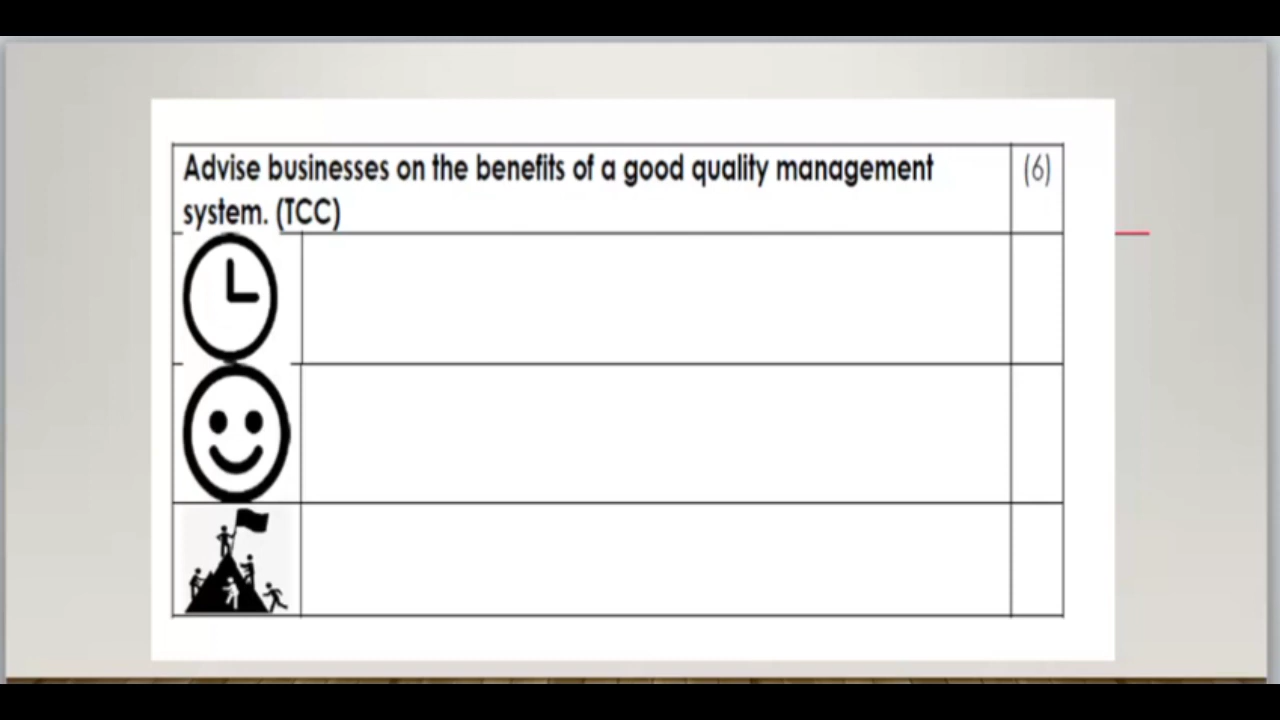 Advise businesses on the benefits of a good quality management (6)
system. (TCC)